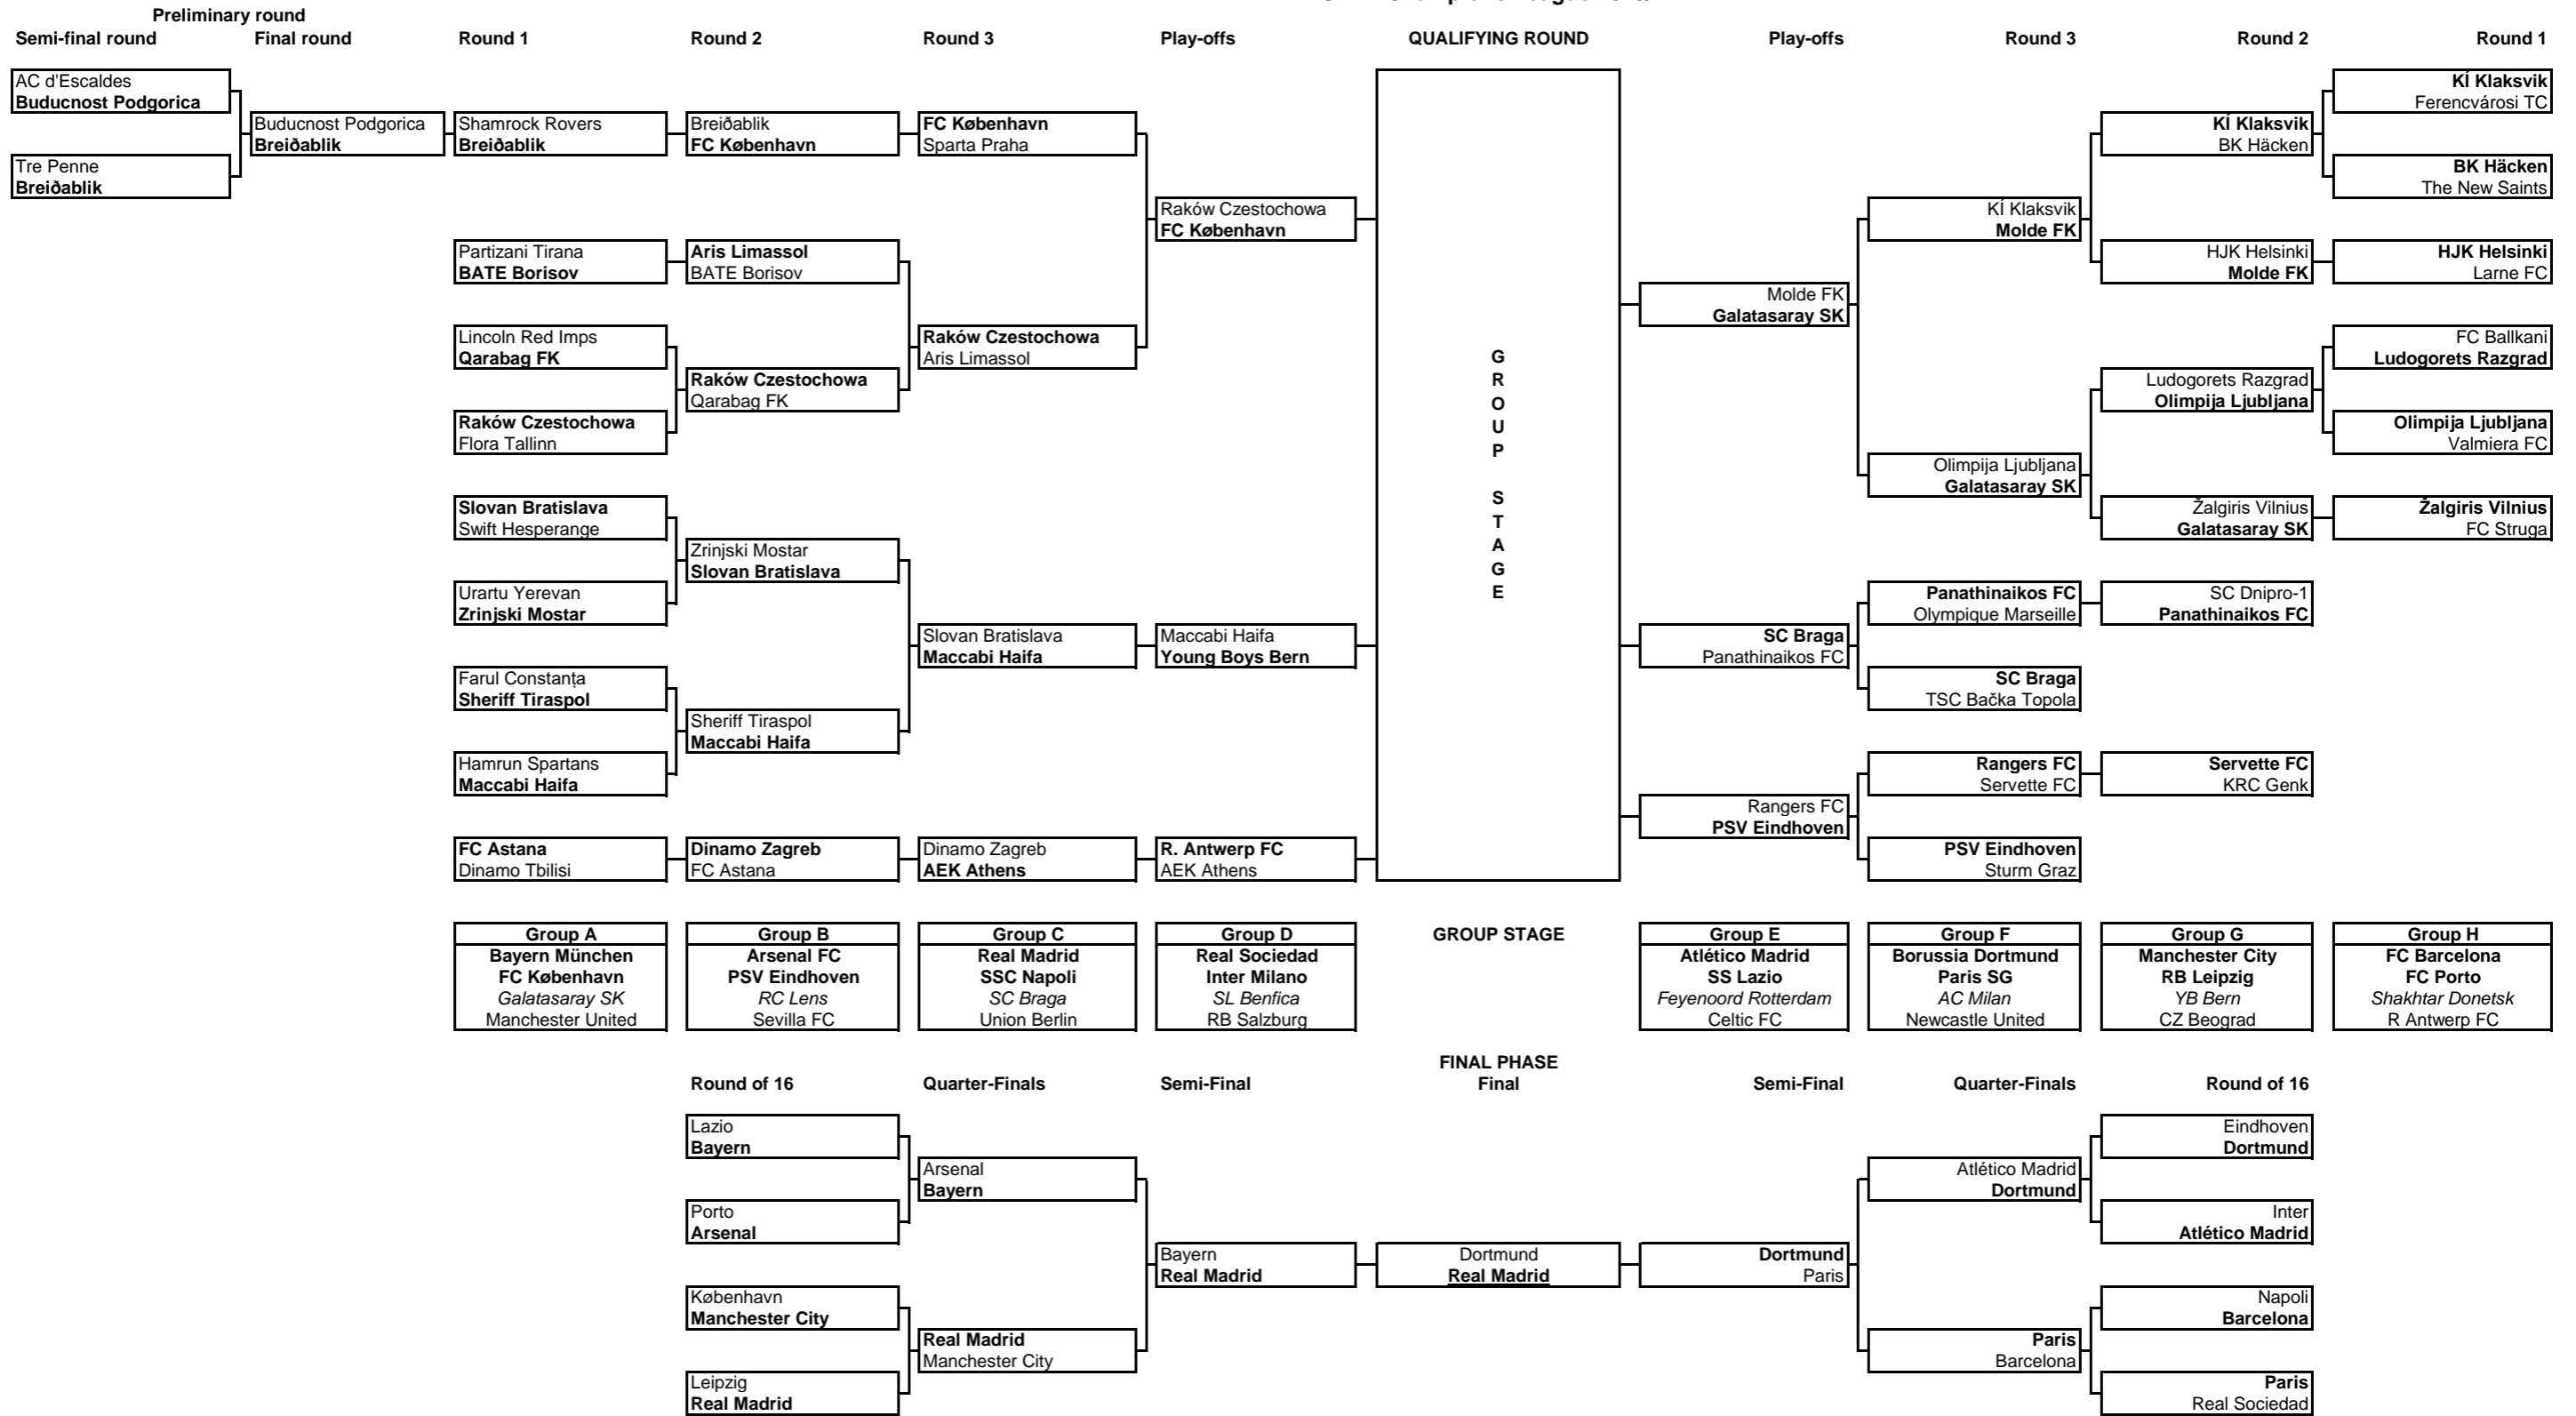 Preliminary round
Semi-final round
Final round
Round 1
Round 2
Round 3
Play-offs
QUALIFYING ROUND
Play-offs
Round 3
Round 2
Round 1
AC d'Escaldes
Buducnost Podgorica
Tre Penne
Breiðablik
Buducnost Podgorica
Breiðablik
Shamrock Rovers
Breiðablik
Partizani Tirana
BATE Borisov
Lincoln Red Imps
Qarabag FK
Raków Czestochowa
Flora Tallinn
Slovan Bratislava
Swift Hesperange
Urartu Yerevan
Zrinjski Mostar
Farul Constanța
Sheriff Tiraspol
Hamrun Spartans
Maccabi Haifa
FC Astana
Dinamo Tbilisi
Breiðablik
FC København
Aris Limassol
BATE Borisov
Raków Czestochowa
Qarabag FK
Zrinjski Mostar
Slovan Bratislava
Sheriff Tiraspol
Maccabi Haifa
Dinamo Zagreb
FC Astana
FC København
Sparta Praha
Raków Czestochowa
Aris Limassol
Slovan Bratislava
Maccabi Haifa
Dinamo Zagreb
AEK Athens
Raków Czestochowa
FC København
Maccabi Haifa
Young Boys Bern
R. Antwerp FC
AEK Athens
G
R
O
U
P
S
T
A
G
E
Molde FK
Galatasaray SK
SC Braga
Panathinaikos FC
Rangers FC
PSV Eindhoven
KÍ Klaksvik
Molde FK
Olimpija Ljubljana
Galatasaray SK
Panathinaikos FC
Olympique Marseille
SC Braga
TSC Bačka Topola
Rangers FC
Servette FC
PSV Eindhoven
Sturm Graz
KÍ Klaksvik
BK Häcken
HJK Helsinki
Molde FK
Ludogorets Razgrad
Olimpija Ljubljana
Žalgiris Vilnius
Galatasaray SK
SC Dnipro-1
Panathinaikos FC
Servette FC
KRC Genk
KÍ Klaksvik
Ferencvárosi TC
BK Häcken
The New Saints
HJK Helsinki
Larne FC
FC Ballkani
Ludogorets Razgrad
Olimpija Ljubljana
Valmiera FC
Žalgiris Vilnius
FC Struga
Group A
Bayern München
FC København
Galatasaray SK
Manchester United
Group B
Arsenal FC
PSV Eindhoven
RC Lens
Sevilla FC
Group C
Real Madrid
SSC Napoli
SC Braga
Union Berlin
Group D
Real Sociedad
Inter Milano
SL Benfica
RB Salzburg
GROUP STAGE
Group E
Atlético Madrid
SS Lazio
Feyenoord Rotterdam
Celtic FC
Group F
Borussia Dortmund
Paris SG
AC Milan
Newcastle United
Group G
Manchester City
RB Leipzig
YB Bern
CZ Beograd
Group H
FC Barcelona
FC Porto
Shakhtar Donetsk
R Antwerp FC
FINAL PHASE
Round of 16
Quarter-Finals
Semi-Final
Final
Semi-Final
Quarter-Finals
Round of 16
Lazio
Bayern
Porto
Arsenal
København
Manchester City
Leipzig
Real Madrid
Arsenal
Bayern
Real Madrid
Manchester City
Bayern
Real Madrid
Dortmund
Real Madrid
Dortmund
Paris
Atlético Madrid
Dortmund
Paris
Barcelona
Eindhoven
Dortmund
Inter
Atlético Madrid
Napoli
Barcelona
Paris
Real Sociedad